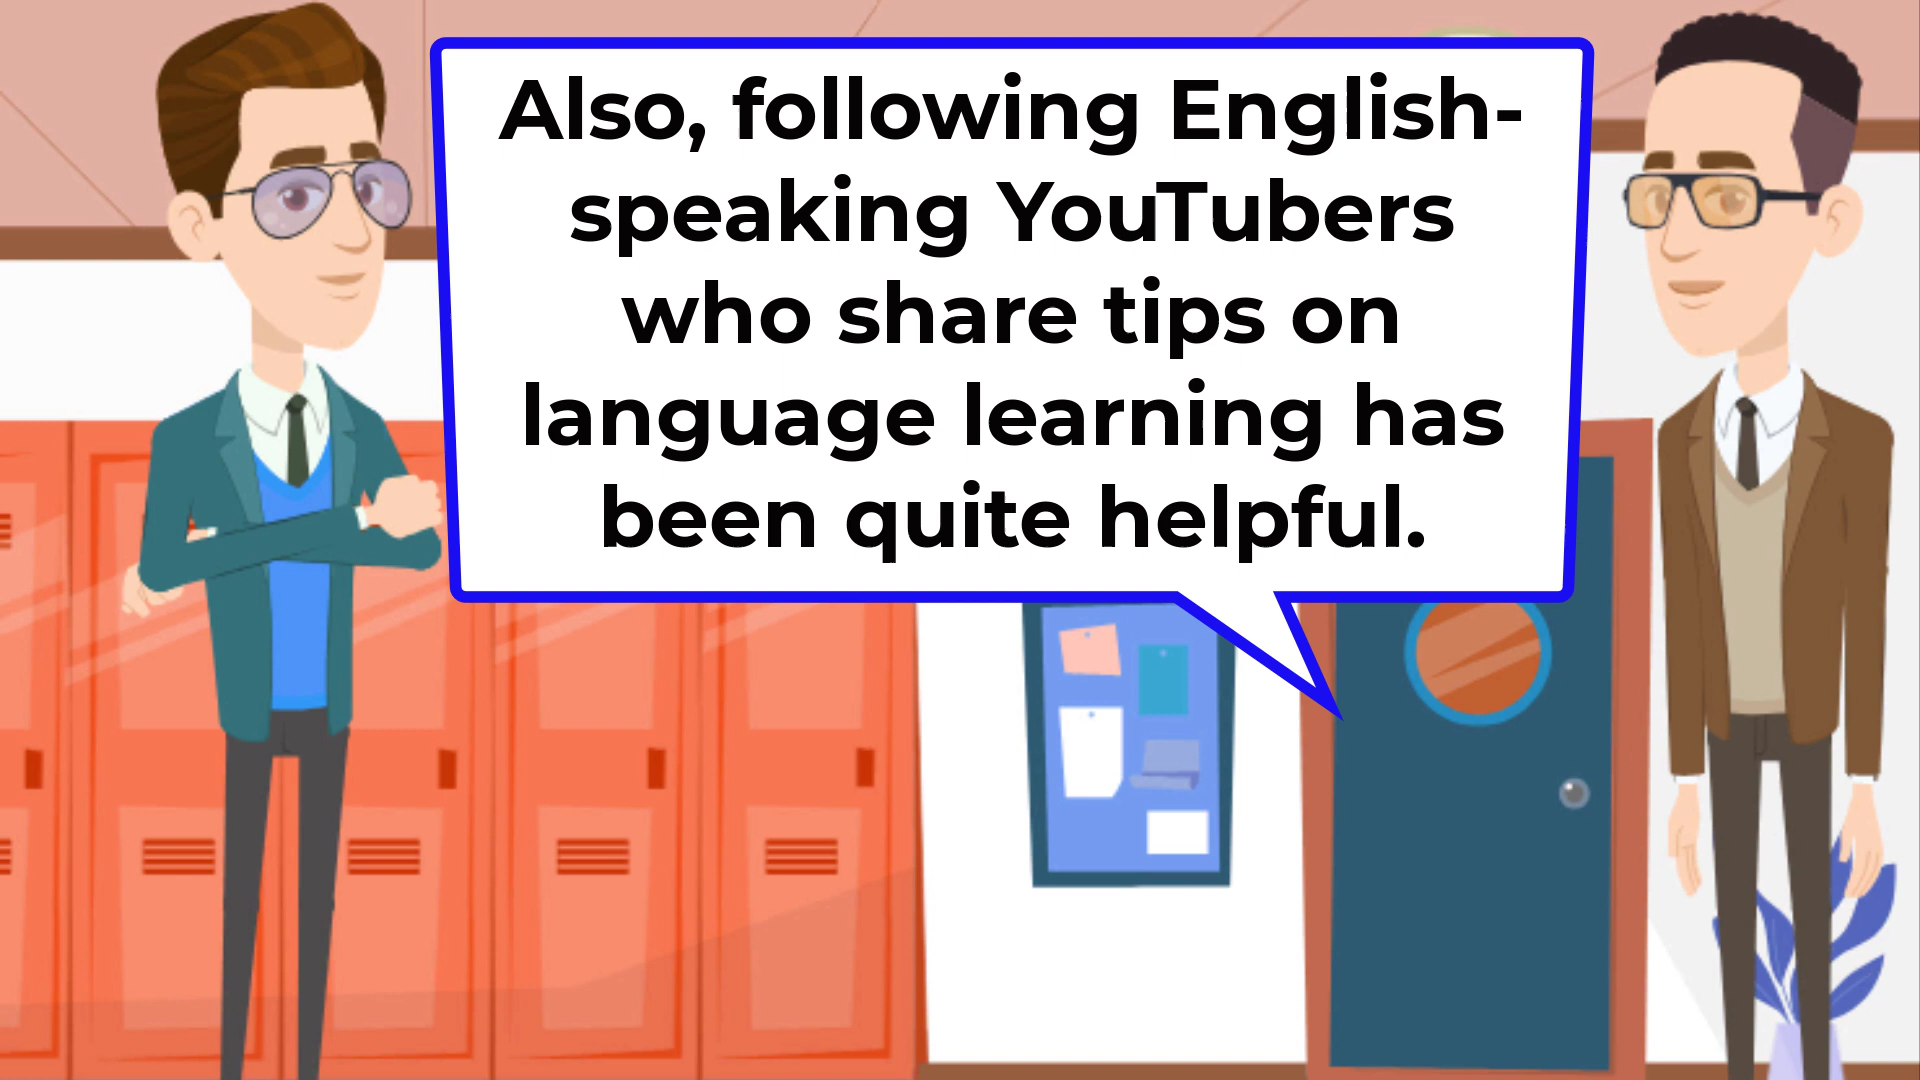 Also, following English-
speaking YouTubers
who share tips on
language learning has
been quite helpful.